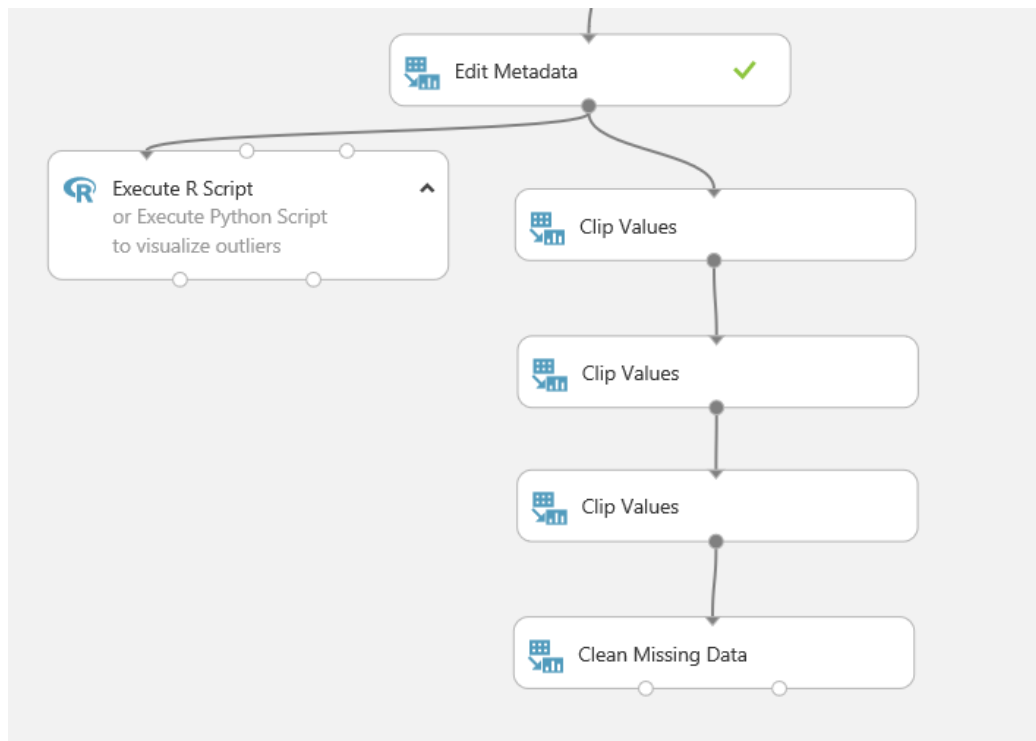 Edit Metadata
Execute R Script
or Execute Python Script
to visualize outliers
Clip Values
Clip Values
Clip Values
Clean Missing Data